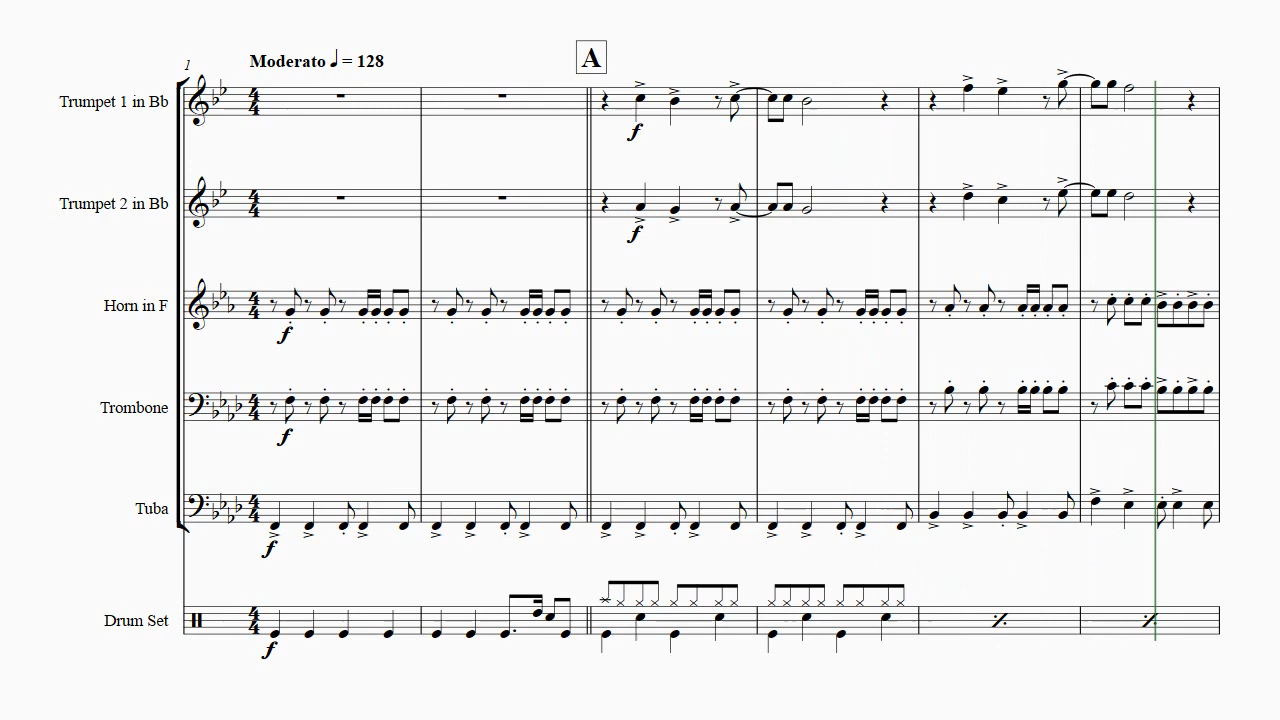 A
1
Moderato ♩ = 128
Trumpet 1 in Bb
f
Trumpet 2 in Bb
f
Horn in F
f
Trombone
f
Tuba
f
Drum Set
f